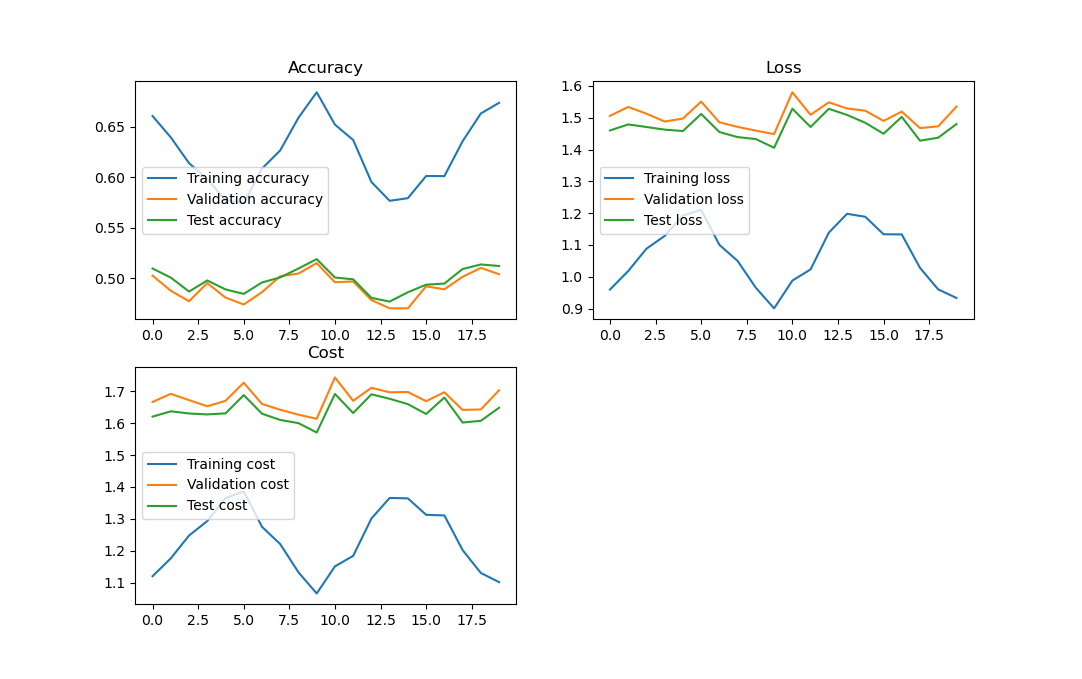 Accuracy
0.65
0.60
0.55
0.50
Training accuracy
Validation accuracy
Test accuracy
0.0 2.5 5.0 7.5 10.0 12.5 15.0 17.5
Loss
1.6
1.5
1.4
1.3
1.2
1.1
1.0
0.9
Training loss
Validation loss
Test loss
0.0 2.5 5.0 7.5 10.0 12.5 15.0 17.5
Cost
1.7
1.6
1.5
1.4
1.3
1.2
1.1
Training cost
Validation cost
Test cost
0.0 2.5 5.0 7.5 10.0 12.5 15.0 17.5